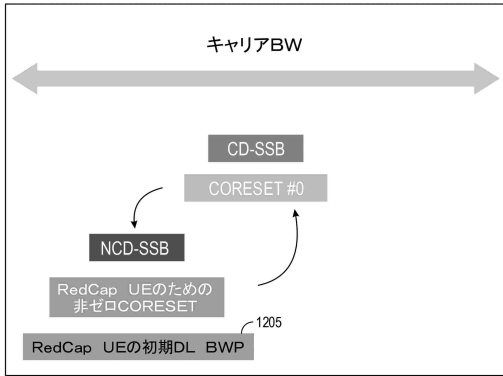 キャリアBW
CD-SSB
CORESET #0
NCD-SSB
RedCap UEのための
非ゼロCORESET
1205
RedCap UEの初期DL BWP